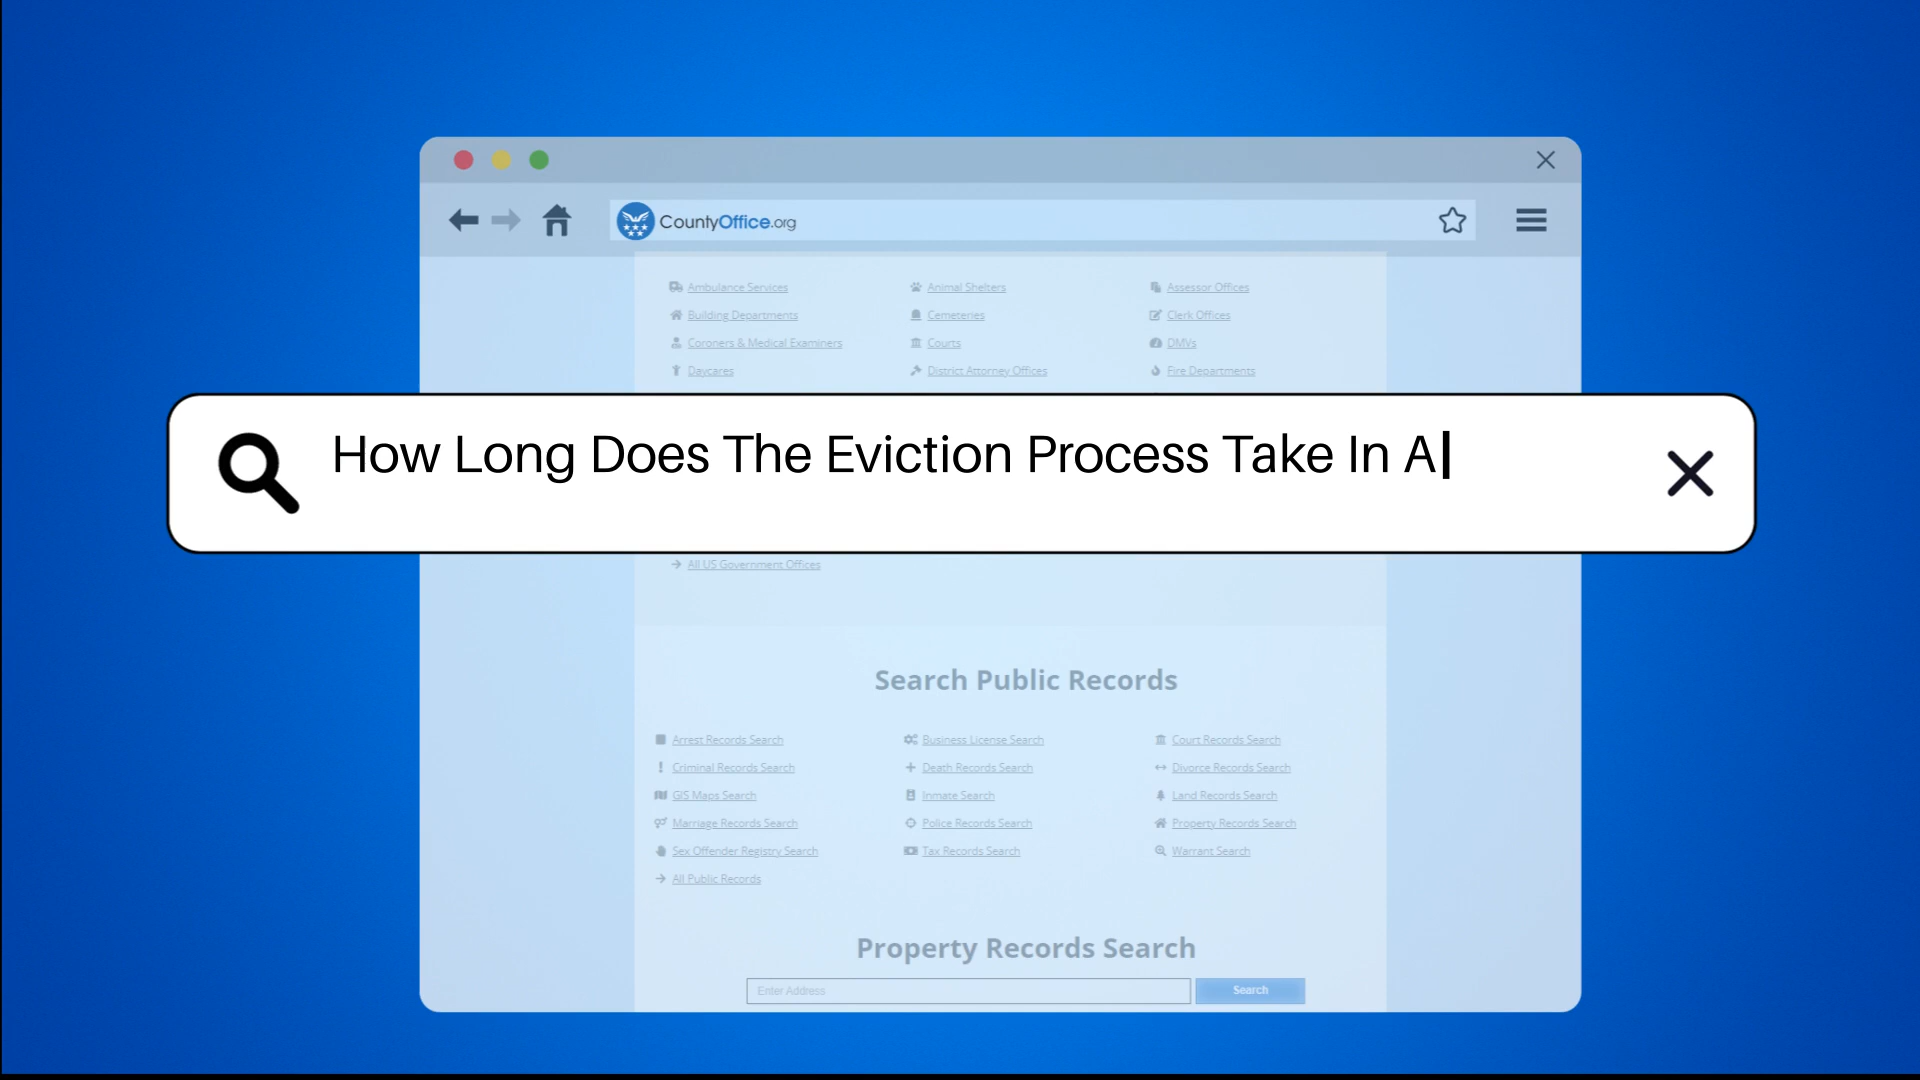 CountyOffice.org
Ambulance Services Animal Shelters Assessor Offices
Building Departments Cemeteries Clerk Offices
Coroners & Medical Examiners Courts DMVs
Daycares District Attorney Offices Fire Departments
How Long Does The Eviction Process Take In A
All US Government Offices
Search Public Records
Arrest Records Search Business License Search Court Records Search
Criminal Records Search Death Records Search Divorce Records Search
GIS Maps Search Inmate Search Land Records Search
Marriage Records Search Police Records Search Property Records Search
Sex Offender Registry Search Tax Records Search Warrant Search
All Public Records
Property Records Search
Enter Address Search